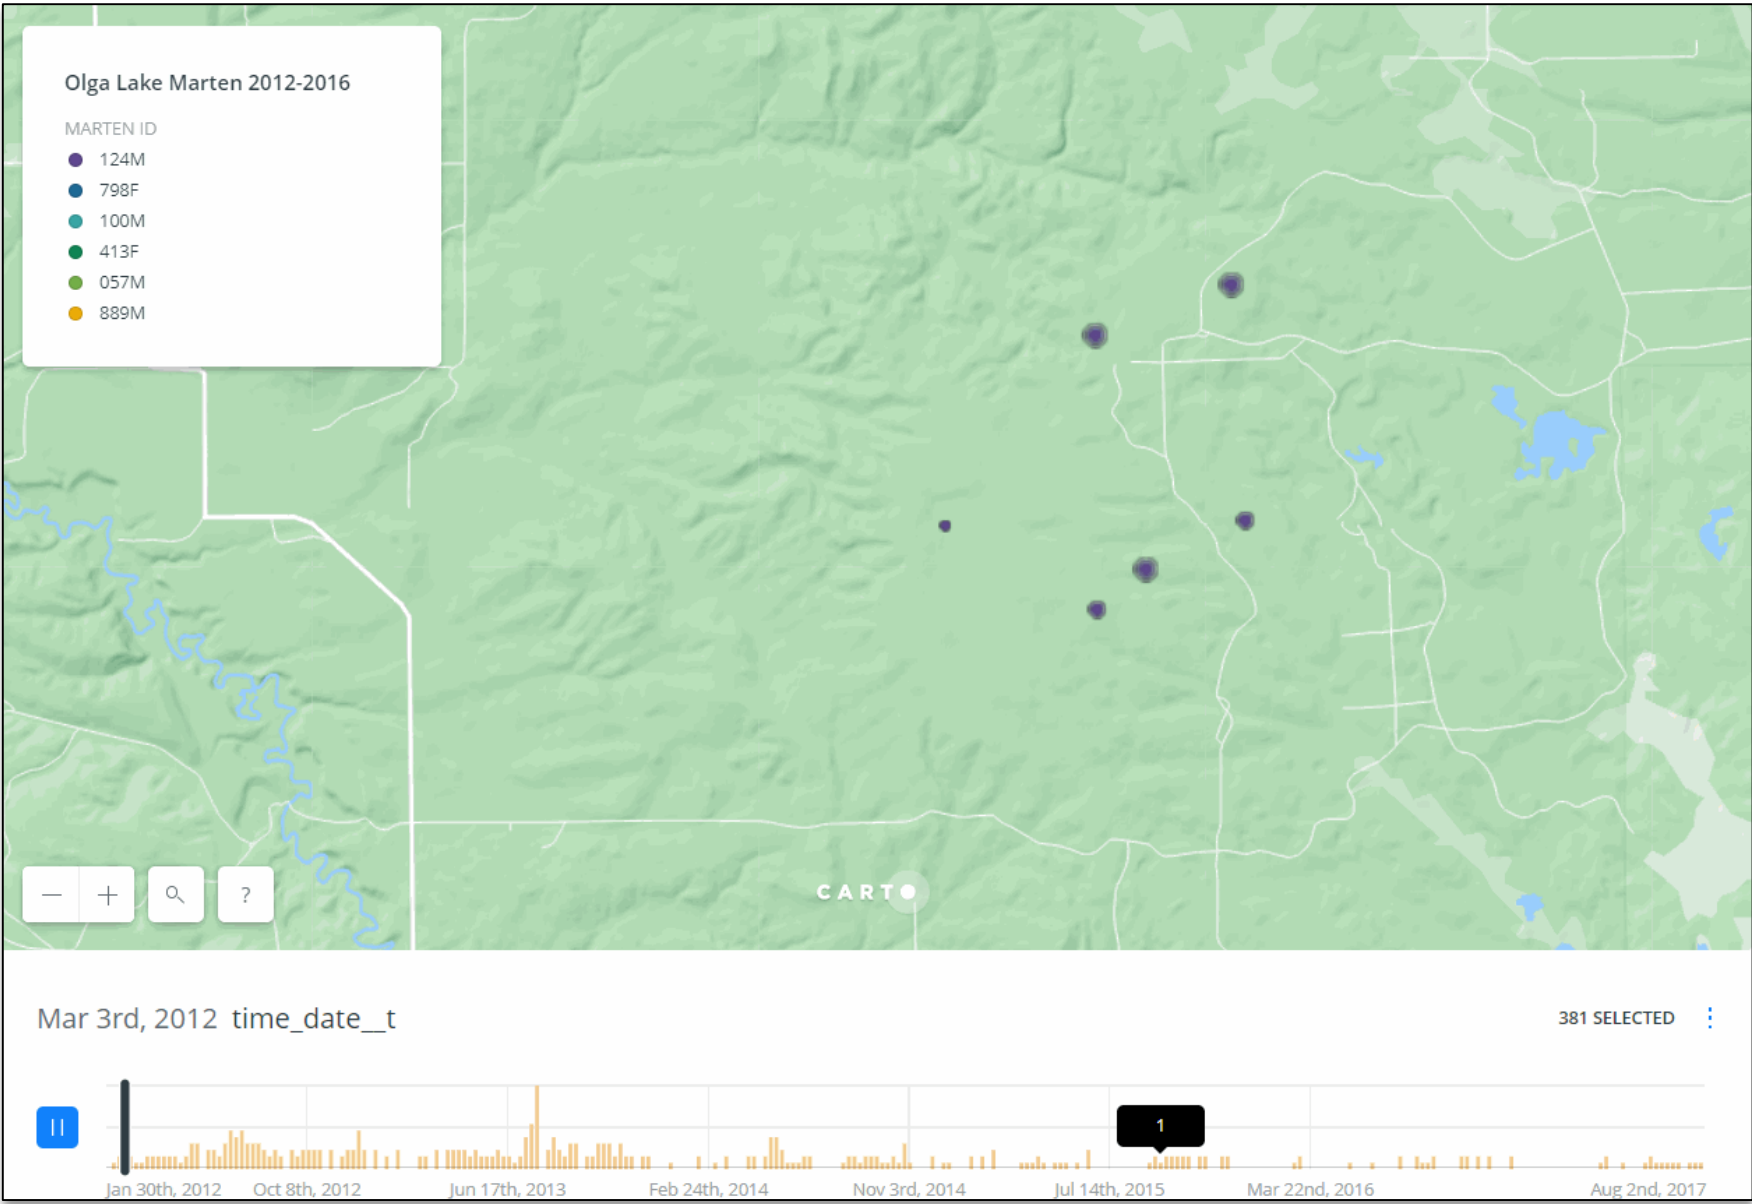 Olga Lake Marten 2012-2016
MARTEN ID
124M
798F
100M
413F
057M
889M
?
CARTO
Mar 3rd, 2012 time_date__t
381 SELECTED
1
Jan 30th, 2012 Oct 8th, 2012 Jun 17th, 2013 Feb 24th, 2014 Nov 3rd, 2014 Jul 14th, 2015 Mar 22nd, 2016 Aug 2nd, 2017